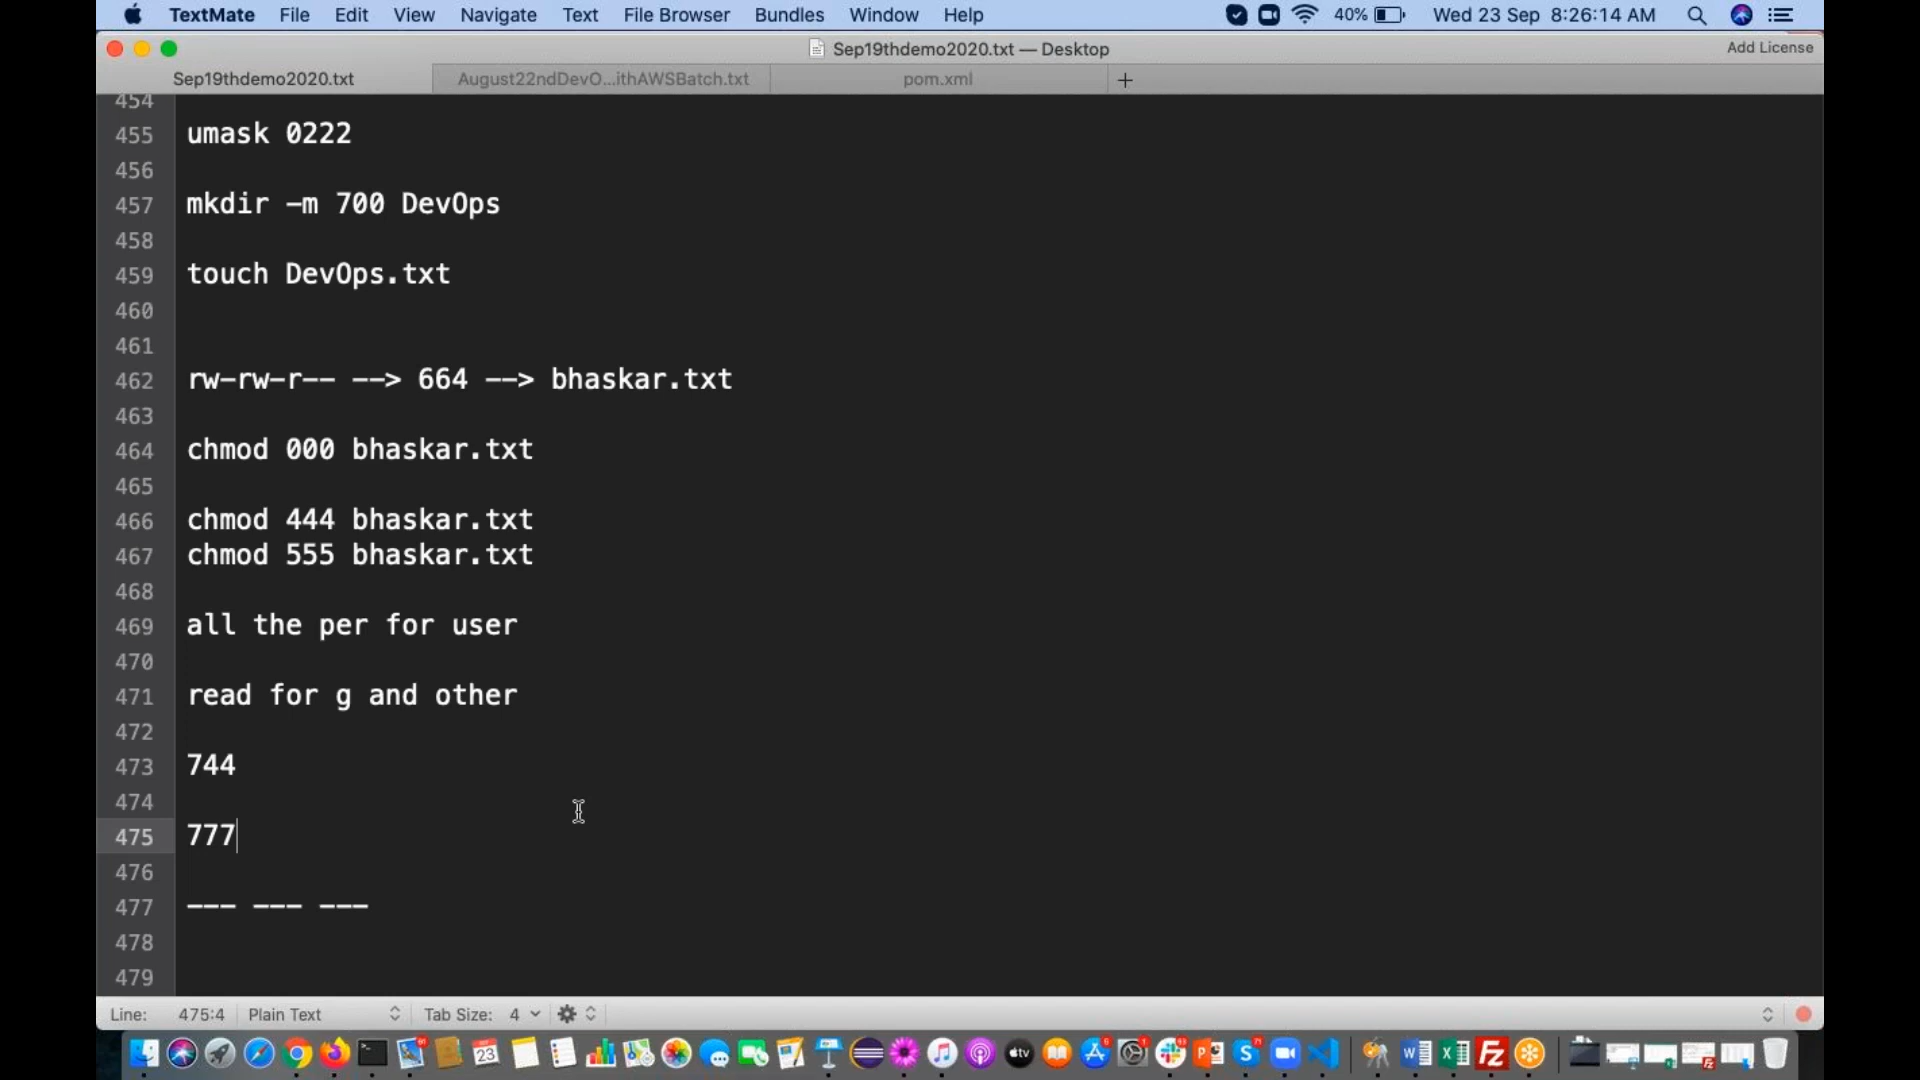 TextMate File Edit View Navigate Text File Browser Bundles Window Help 40% Wed 23 Sep 8:26:14 AM
Sep19thdemo2020.txt — Desktop Add License
Sep19thdemo2020.txt August22ndDevO...ithAWSBatch.txt pom.xml +
454
455 umask 0222
456
457 mkdir -m 700 DevOps
458
459 touch DevOps.txt
460
461
462 rw-rw-r-- --> 664 --> bhaskar.txt
463
464 chmod 000 bhaskar.txt
465
466 chmod 444 bhaskar.txt
467 chmod 555 bhaskar.txt
468
469 all the per for user
470
471 read for g and other
472
473 744
474
475 777
476
477 --- --- ---
478
479
Line: 475:4 Plain Text Tab Size: 4
23 tv W X Fz